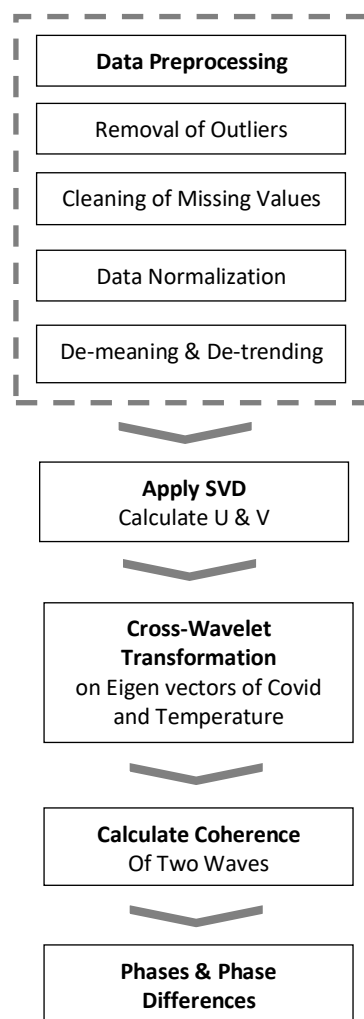 Data Preprocessing
Removal of Outliers
Cleaning of Missing Values
Data Normalization
De-meaning & De-trending
Apply SVD
Calculate U & V
Cross-Wavelet
Transformation
on Eigen vectors of Covid
and Temperature
Calculate Coherence
Of Two Waves
Phases & Phase
Differences